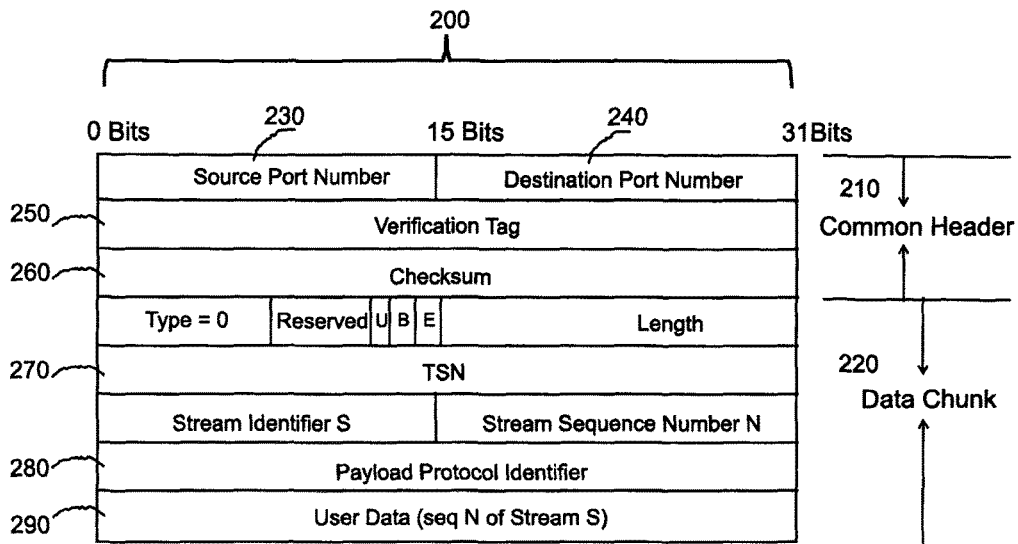 200
230
240
0 Bits
15 Bits
31Bits
Source Port Number
Destination Port Number
210
Common Header
250
Verification Tag
260
Checksum
Type = 0
Reserved
U
B
E
Length
220
Data Chunk
270
TSN
Stream Identifier S
Stream Sequence Number N
280
Payload Protocol Identifier
290
User Data (seq N of Stream S)